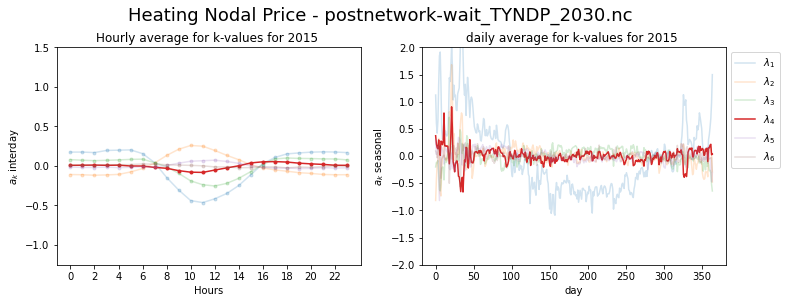 Heating Nodal Price - postnetwork-wait_TYNDP_2030.nc
Hourly average for k-values for 2015
1.5
1.0
0.5
0.0
−0.5
−1.0
a_k interday
0 2 4 6 8 10 12 14 16 18 20 22
Hours
daily average for k-values for 2015
2.0
1.5
1.0
0.5
0.0
−0.5
−1.0
−1.5
−2.0
a_k seasonal
0 50 100 150 200 250 300 350
day
λ₁
λ₂
λ₃
λ₄
λ₅
λ₆